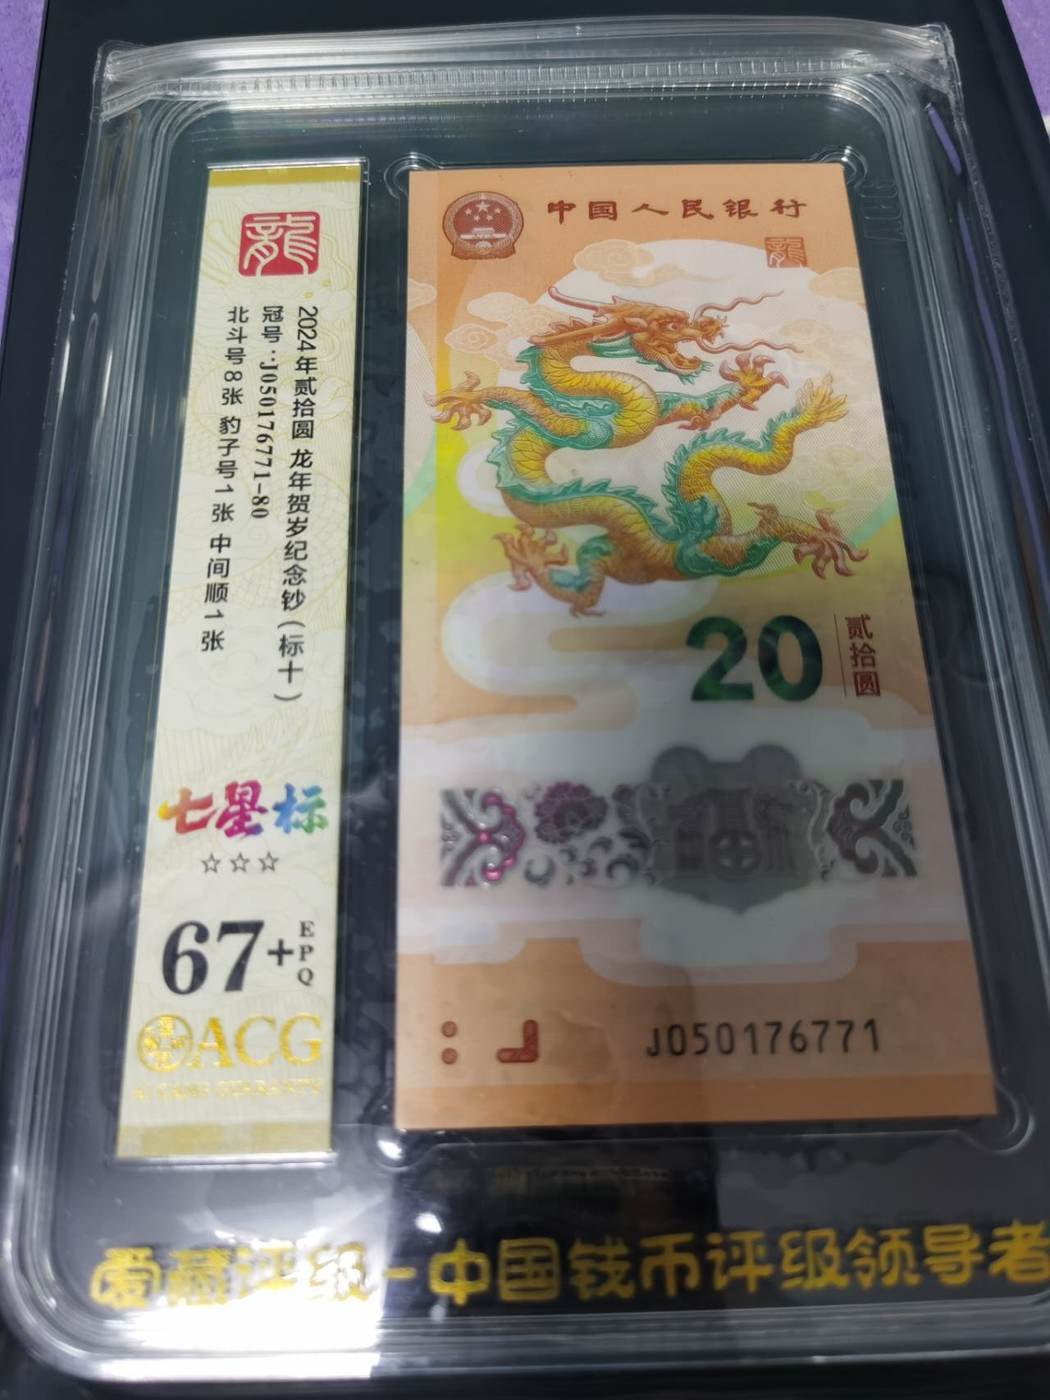 龍
2024年贰拾圆 龙年贺岁纪念钞(标十)
冠号:J050176771-80
北斗号8张 豹子号1张 中间顺1张
七星标
☆☆☆
67+
EPQ
ACG
中国人民银行
龍
20
贰拾圆
J050176771
爱藏评级-中国钱币评级领导者